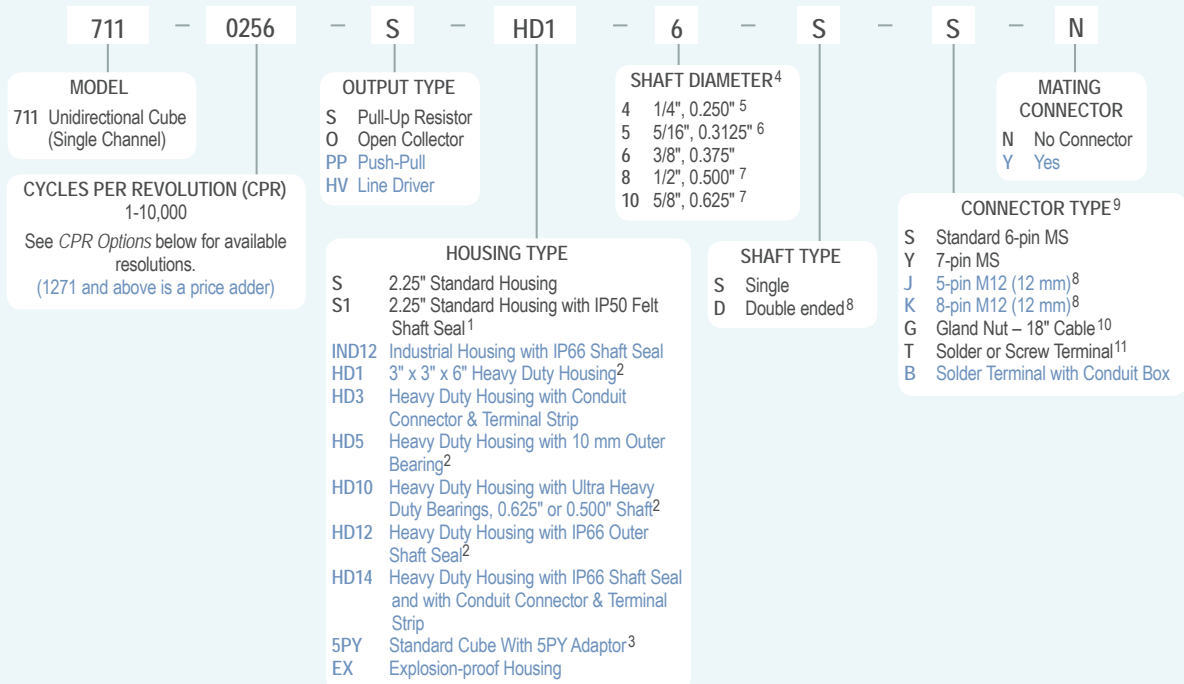 711 – 0256 – S – HD1 – 6 – S – S – N
MODEL
711 Unidirectional Cube
(Single Channel)
CYCLES PER REVOLUTION (CPR)
1-10,000
See CPR Options below for available
resolutions.
(1271 and above is a price adder)
OUTPUT TYPE
S Pull-Up Resistor
O Open Collector
PP Push-Pull
HV Line Driver
HOUSING TYPE
S 2.25" Standard Housing
S1 2.25" Standard Housing with IP50 Felt
Shaft Seal1
IND12 Industrial Housing with IP66 Shaft Seal
HD1 3" x 3" x 6" Heavy Duty Housing2
HD3 Heavy Duty Housing with Conduit
Connector & Terminal Strip
HD5 Heavy Duty Housing with 10 mm Outer
Bearing2
HD10 Heavy Duty Housing with Ultra Heavy
Duty Bearings, 0.625" or 0.500" Shaft2
HD12 Heavy Duty Housing with IP66 Outer
Shaft Seal2
HD14 Heavy Duty Housing with IP66 Shaft Seal
and with Conduit Connector & Terminal
Strip
5PY Standard Cube With 5PY Adaptor3
EX Explosion-proof Housing
SHAFT DIAMETER4
4 1/4", 0.250" 5
5 5/16", 0.3125" 6
6 3/8", 0.375"
8 1/2", 0.500" 7
10 5/8", 0.625" 7
SHAFT TYPE
S Single
D Double ended8
CONNECTOR TYPE9
S Standard 6-pin MS
Y 7-pin MS
J 5-pin M12 (12 mm)8
K 8-pin M12 (12 mm)8
G Gland Nut – 18" Cable10
T Solder or Screw Terminal11
B Solder Terminal with Conduit Box
MATING
CONNECTOR
N No Connector
Y Yes